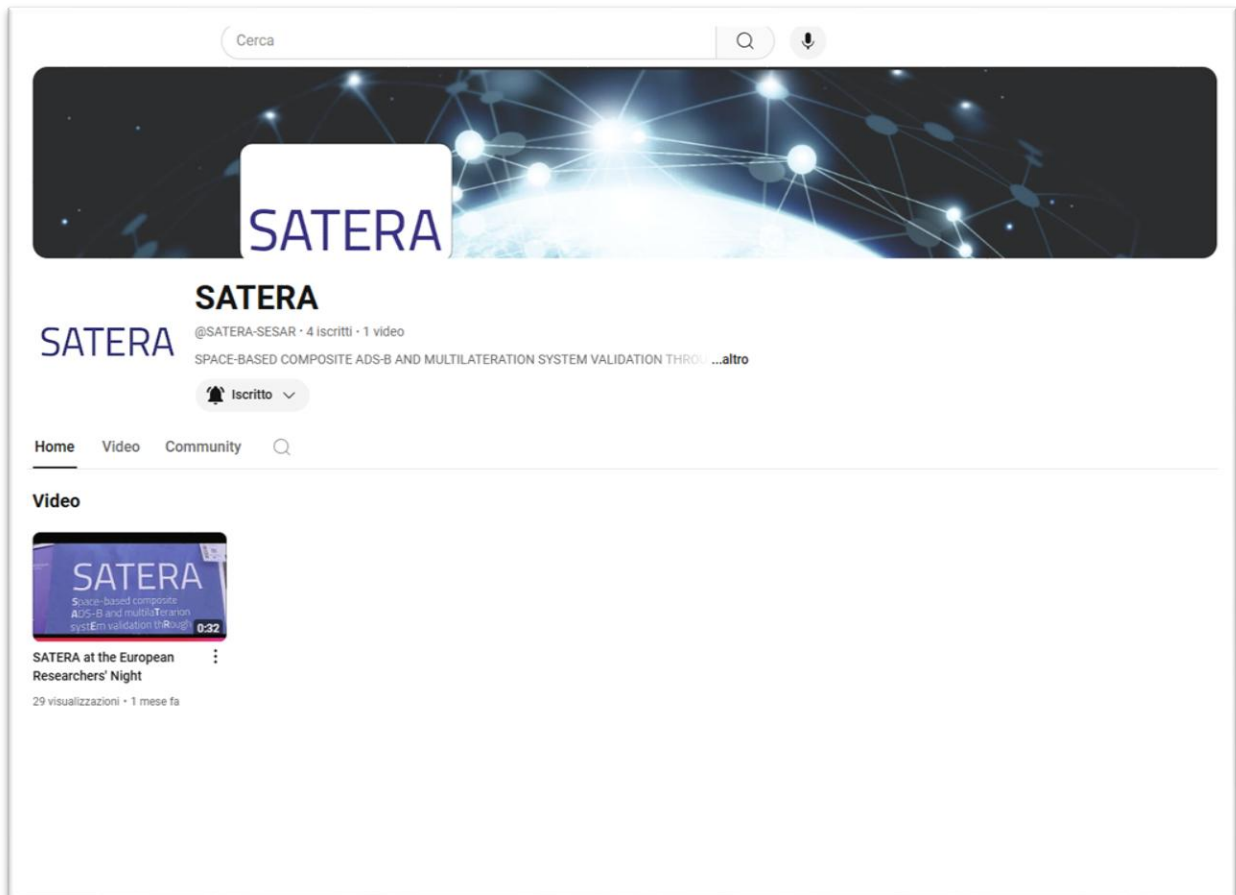 Cerca
SATERA
SATERA
SATERA
@SATERA-SESAR • 4 iscritti • 1 video
SPACE-BASED COMPOSITE ADS-B AND MULTILATERATION SYSTEM VALIDATION THROU ...altro
Iscritto
Home Video Community
Video
SATERA
Space-based composite
ADS-B and multilaTerarion
systEm validation thRough
0:32
SATERA at the European
Researchers' Night
29 visualizzazioni • 1 mese fa